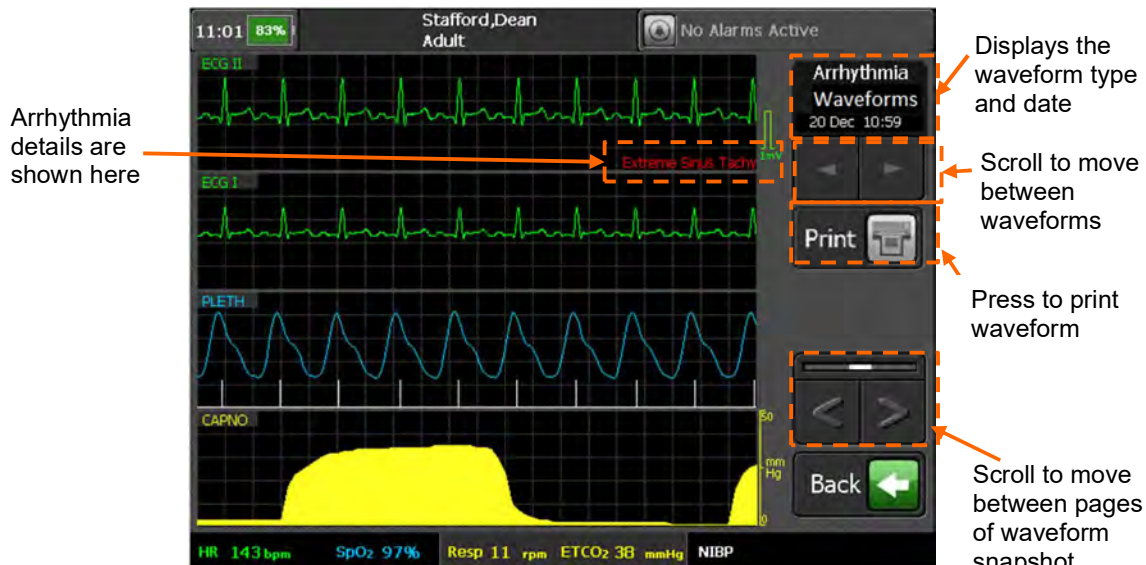 11:01 83%
Stafford,Dean
Adult
No Alarms Active
ECG II
Arrhythmia
Waveforms
20 Dec 10:59
Displays the
waveform type
and date
Arrhythmia
details are
shown here
1mV
Extreme Sinus Tachy
ECG I
Scroll to move
between
waveforms
Print
Press to print
waveform
PLETH
CAPNO
50
mm
Hg
0
Back
Scroll to move
between pages
of waveform
snapshot
HR 143 bpm SpO2 97% Resp 11 rpm ETCO2 38 mmHg NIBP